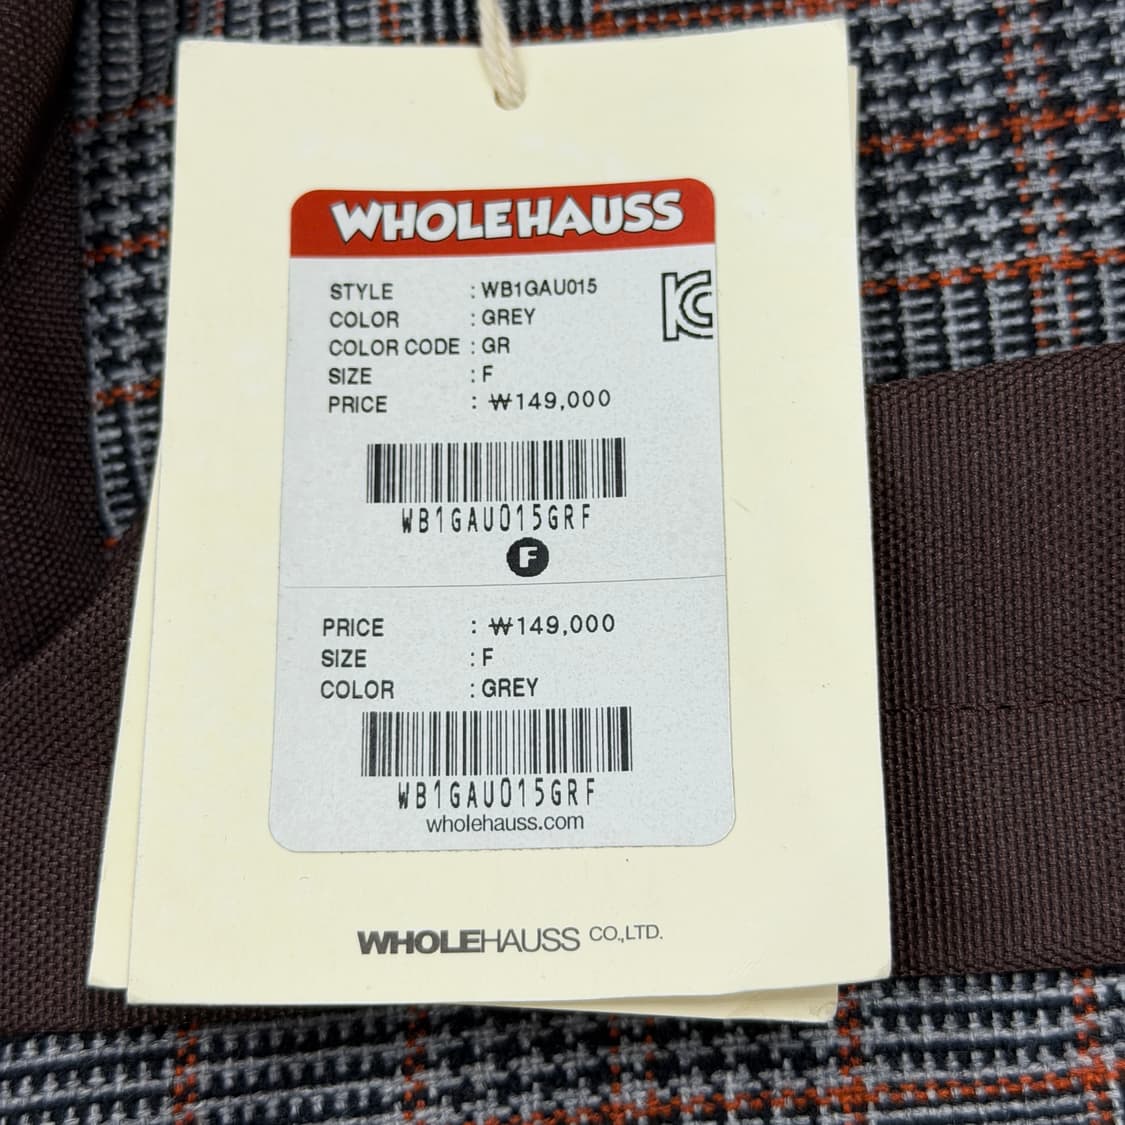 WHOLEHAUSS
STYLE : WB1GAU015
COLOR : GREY
COLOR CODE : GR
SIZE : F
PRICE : ₩149,000
WB1GAU015GRF
F
PRICE : ₩149,000
SIZE : F
COLOR : GREY
WB1GAU015GRF
wholehauss.com
WHOLEHAUSS CO.,LTD.